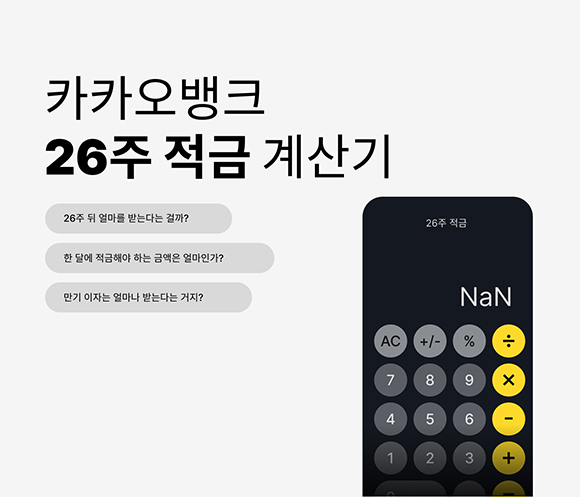 카카오뱅크
26주 적금 계산기
26주 뒤 얼마를 받는다는 걸까?
한 달에 적금해야 하는 금액은 얼마인가?
만기 이자는 얼마나 받는다는 거지?
26주 적금
NaN
AC +/- % ÷
7 8 9 ×
4 5 6 -
1 2 3 +